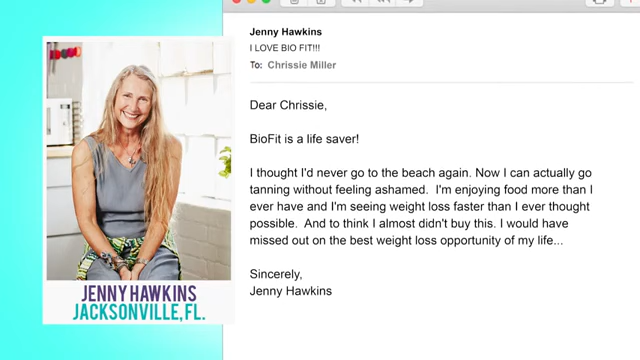 Jenny Hawkins
I LOVE BIO FIT!!!
To: Chrissie Miller
Dear Chrissie,
BioFit is a life saver!
I thought I'd never go to the beach again. Now I can actually go
tanning without feeling ashamed. I'm enjoying food more than I
ever have and I'm seeing weight loss faster than I ever thought
possible. And to think I almost didn't buy this. I would have
missed out on the best weight loss opportunity of my life...
Sincerely,
Jenny Hawkins
JENNY HAWKINS
JACKSONVILLE, FL.